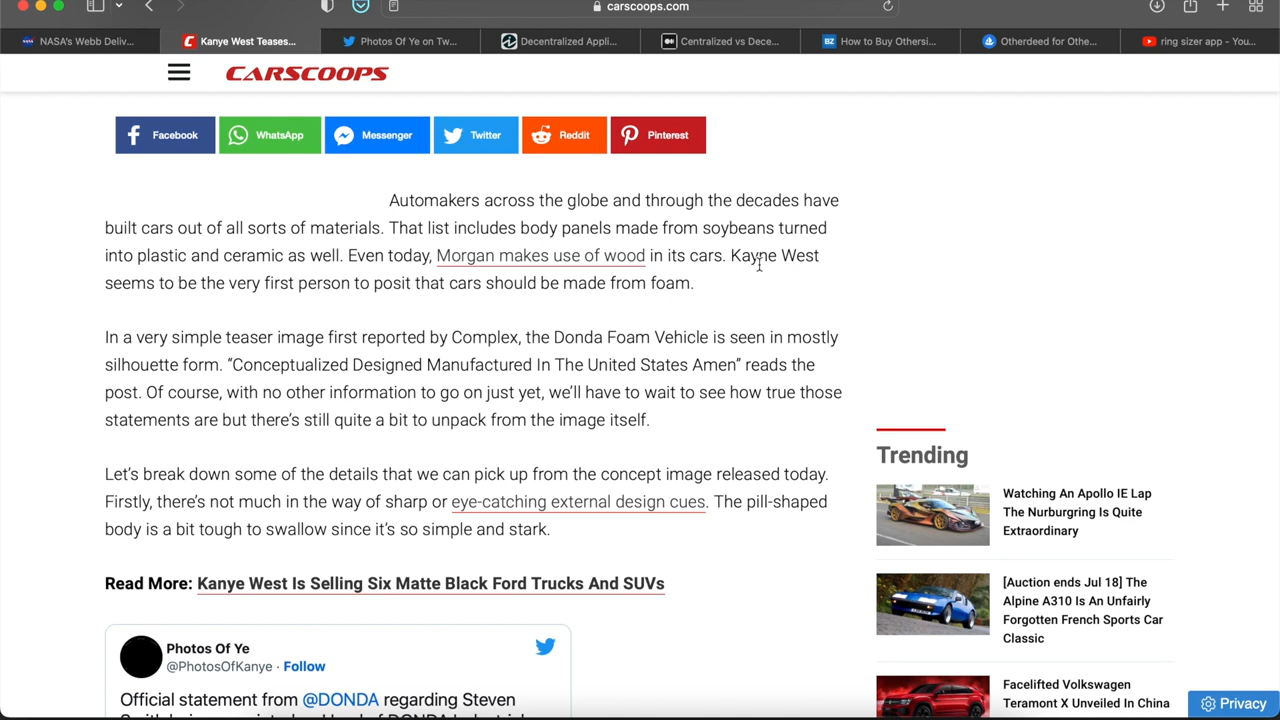 carscoops.com
NASA's Webb Deliv...
Kanye West Teases...
Photos Of Ye on Tw...
Decentralized Appli...
Centralized vs Dece...
BZ
How to Buy Othersi...
Otherdeed for Othe...
ring sizer app - You...
CARSCOOPS
Facebook
WhatsApp
Messenger
Twitter
Reddit
Pinterest
Automakers across the globe and through the decades have
built cars out of all sorts of materials. That list includes body panels made from soybeans turned
into plastic and ceramic as well. Even today, Morgan makes use of wood in its cars. Kayne West
seems to be the very first person to posit that cars should be made from foam.
In a very simple teaser image first reported by Complex, the Donda Foam Vehicle is seen in mostly
silhouette form. “Conceptualized Designed Manufactured In The United States Amen” reads the
post. Of course, with no other information to go on just yet, we’ll have to wait to see how true those
statements are but there’s still quite a bit to unpack from the image itself.
Let’s break down some of the details that we can pick up from the concept image released today.
Firstly, there’s not much in the way of sharp or eye-catching external design cues. The pill-shaped
body is a bit tough to swallow since it’s so simple and stark.
Read More: Kanye West Is Selling Six Matte Black Ford Trucks And SUVs
Photos Of Ye
@PhotosOfKanye · Follow
Official statement from @DONDA regarding Steven
Trending
Watching An Apollo IE Lap
The Nurburgring Is Quite
Extraordinary
[Auction ends Jul 18] The
Alpine A310 Is An Unfairly
Forgotten French Sports Car
Classic
Facelifted Volkswagen
Teramont X Unveiled In China
Privacy